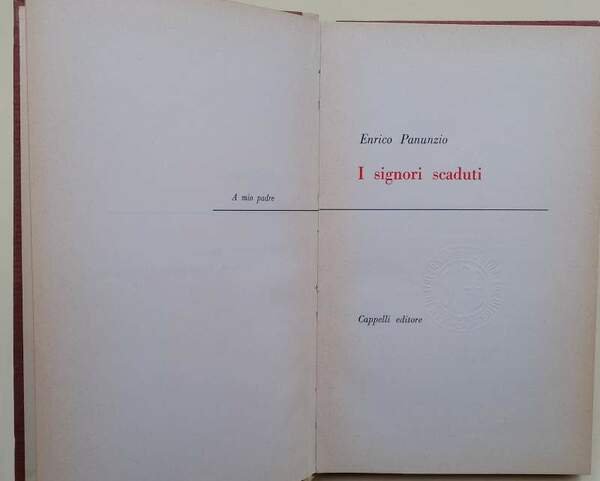 A mio padre
Enrico Panunzio
I signori scaduti
Cappelli editore